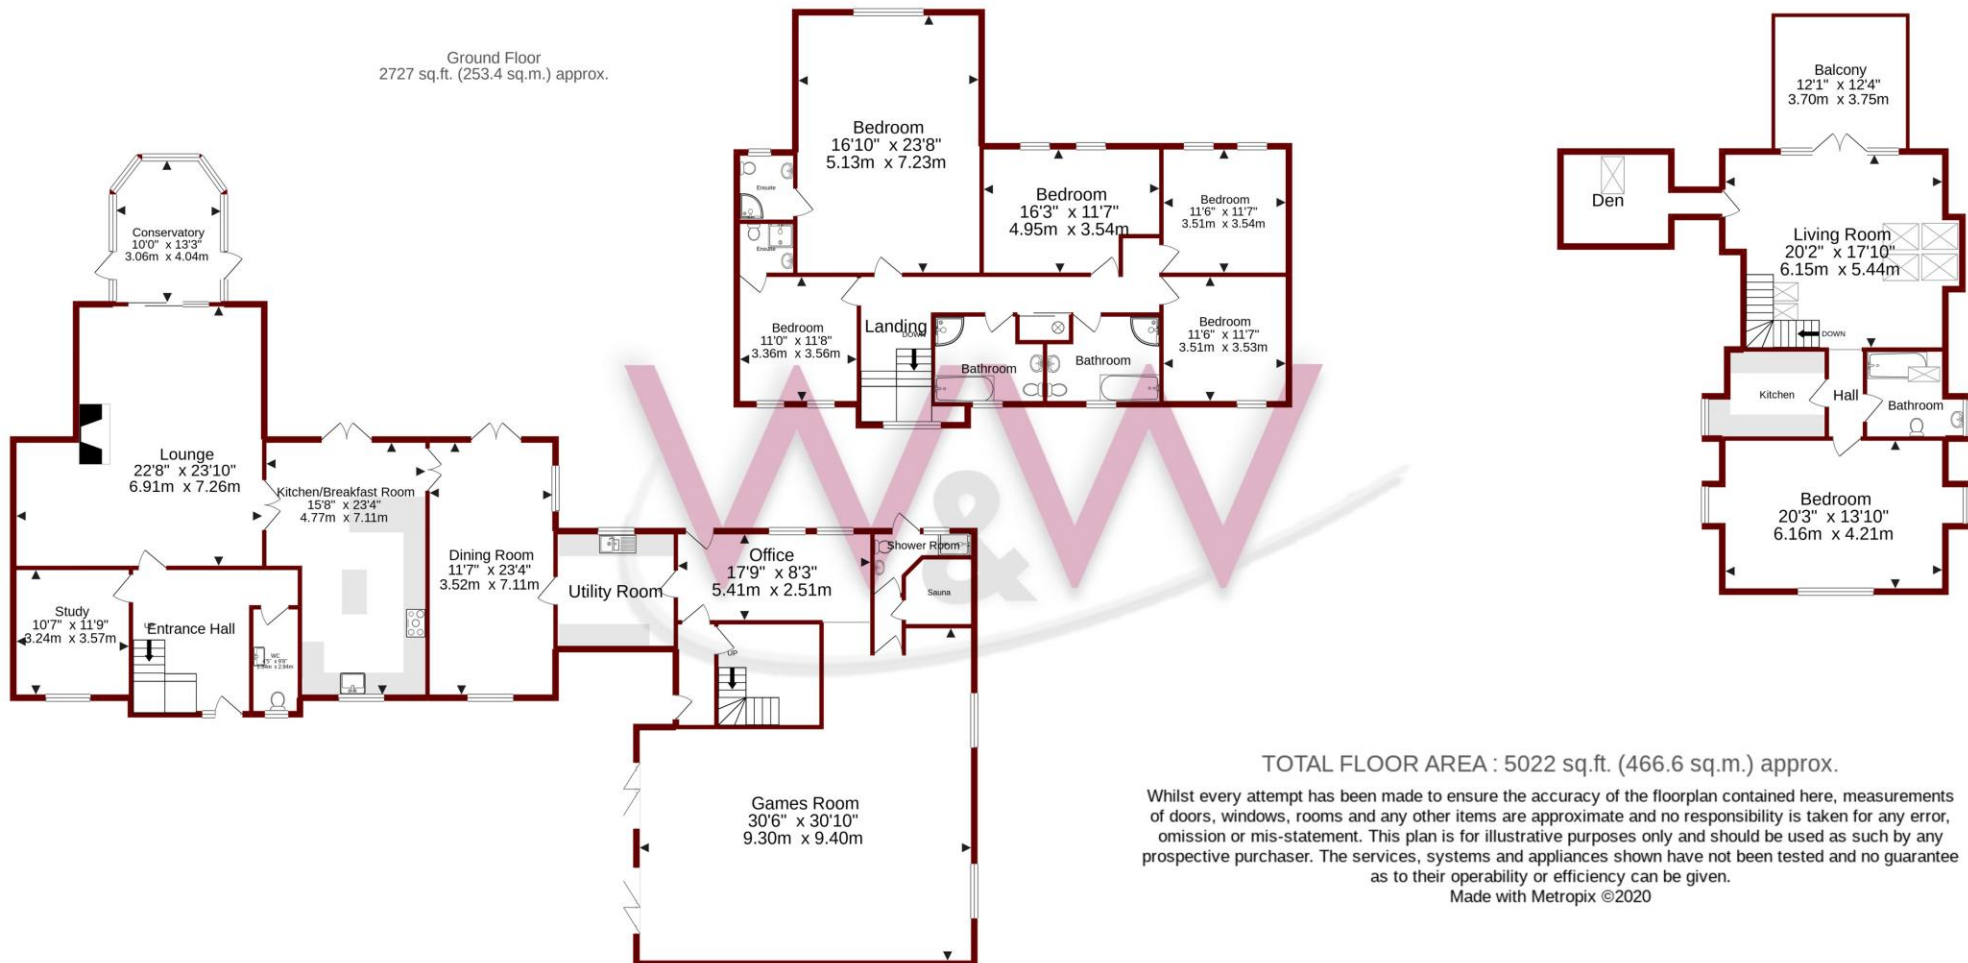 Ground Floor
2727 sq.ft. (253.4 sq.m.) approx.
Conservatory
10'0" x 13'3"
3.06m x 4.04m
Lounge
22'8" x 23'10"
6.91m x 7.26m
Kitchen/Breakfast Room
15'8" x 23'4"
4.77m x 7.11m
Dining Room
11'7" x 23'4"
3.52m x 7.11m
Study
10'7" x 11'9"
3.24m x 3.57m
Entrance Hall
UP
WC
Utility Room
Office
17'9" x 8'3"
5.41m x 2.51m
Shower Room
Sauna
UP
Games Room
30'6" x 30'10"
9.30m x 9.40m
Bedroom
16'10" x 23'8"
5.13m x 7.23m
Ensuite
Ensuite
Bedroom
16'3" x 11'7"
4.95m x 3.54m
Bedroom
11'6" x 11'7"
3.51m x 3.54m
Bedroom
11'0" x 11'8"
3.36m x 3.56m
Landing
DOWN
Bathroom
Bathroom
Bedroom
11'6" x 11'7"
3.51m x 3.53m
W&W
Balcony
12'1" x 12'4"
3.70m x 3.75m
Den
Living Room
20'2" x 17'10"
6.15m x 5.44m
DOWN
Kitchen
Hall
Bathroom
Bedroom
20'3" x 13'10"
6.16m x 4.21m
TOTAL FLOOR AREA : 5022 sq.ft. (466.6 sq.m.) approx.
Whilst every attempt has been made to ensure the accuracy of the floorplan contained here, measurements
of doors, windows, rooms and any other items are approximate and no responsibility is taken for any error,
omission or mis-statement. This plan is for illustrative purposes only and should be used as such by any
prospective purchaser. The services, systems and appliances shown have not been tested and no guarantee
as to their operability or efficiency can be given.
Made with Metropix ©2020